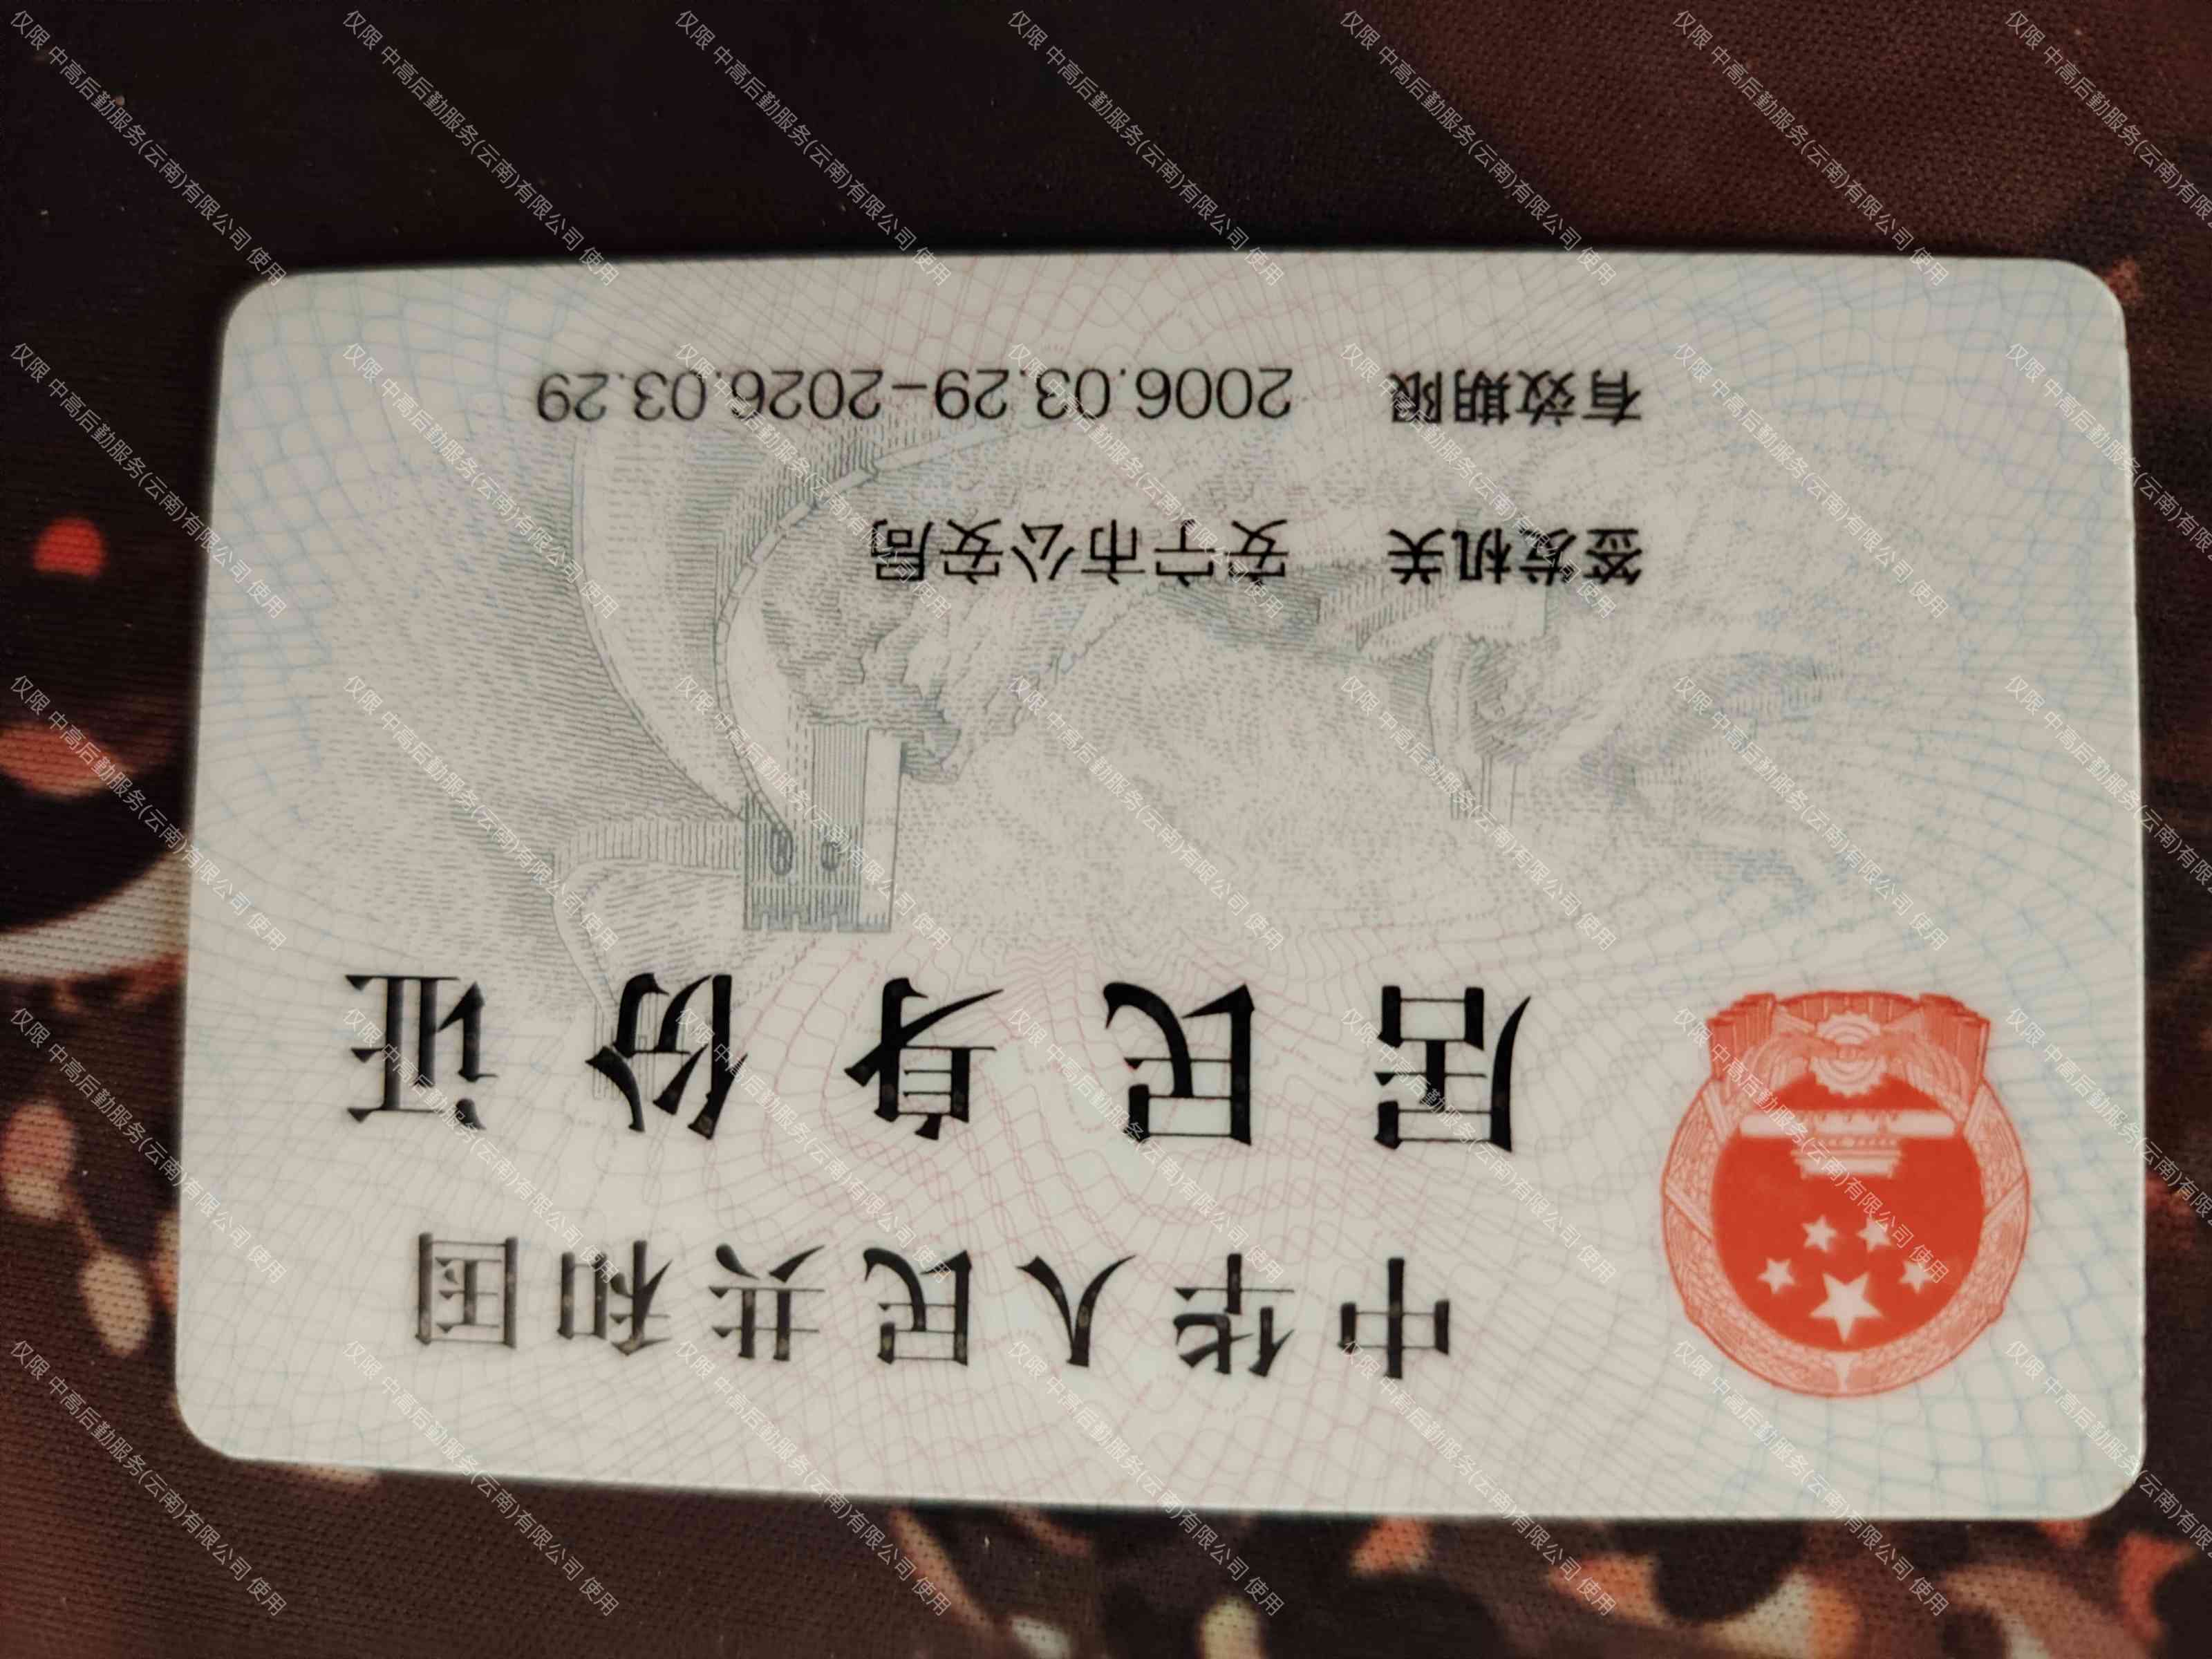 中华人民共和国
居民身份证
签发机关 安宁市公安局
有效期限 2006.03.29-2026.03.29
仅限 中高后勤服务(云南)有限公司 使用